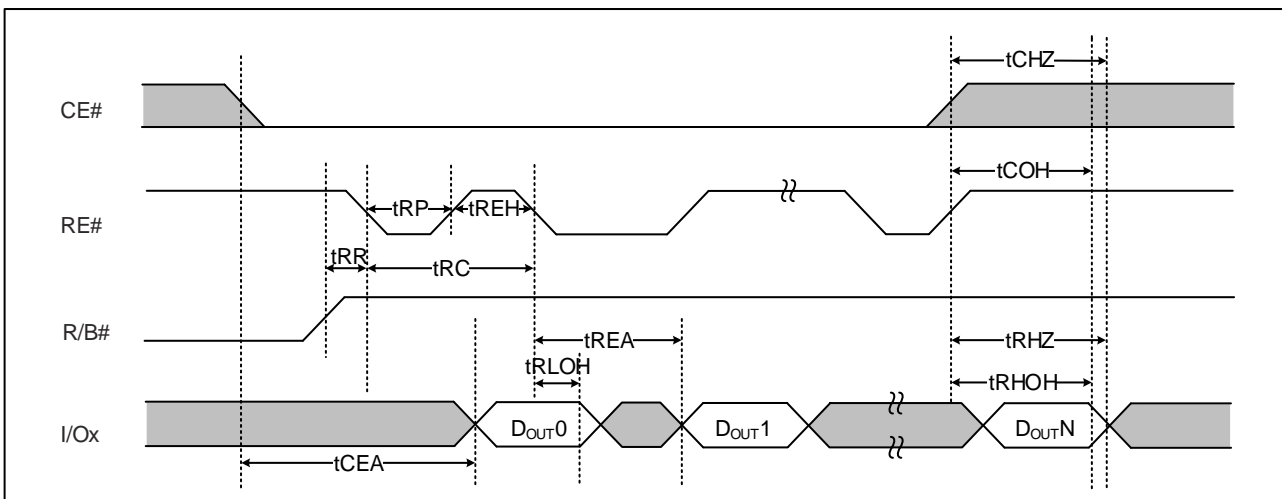 tCHZ
CE#
tCOH
tRP
tREH
RE#
tRR
tRC
R/B#
tREA
tRHZ
tRLOH
tRHOH
I/Ox
DOUT0
DOUT1
DOUTN
tCEA